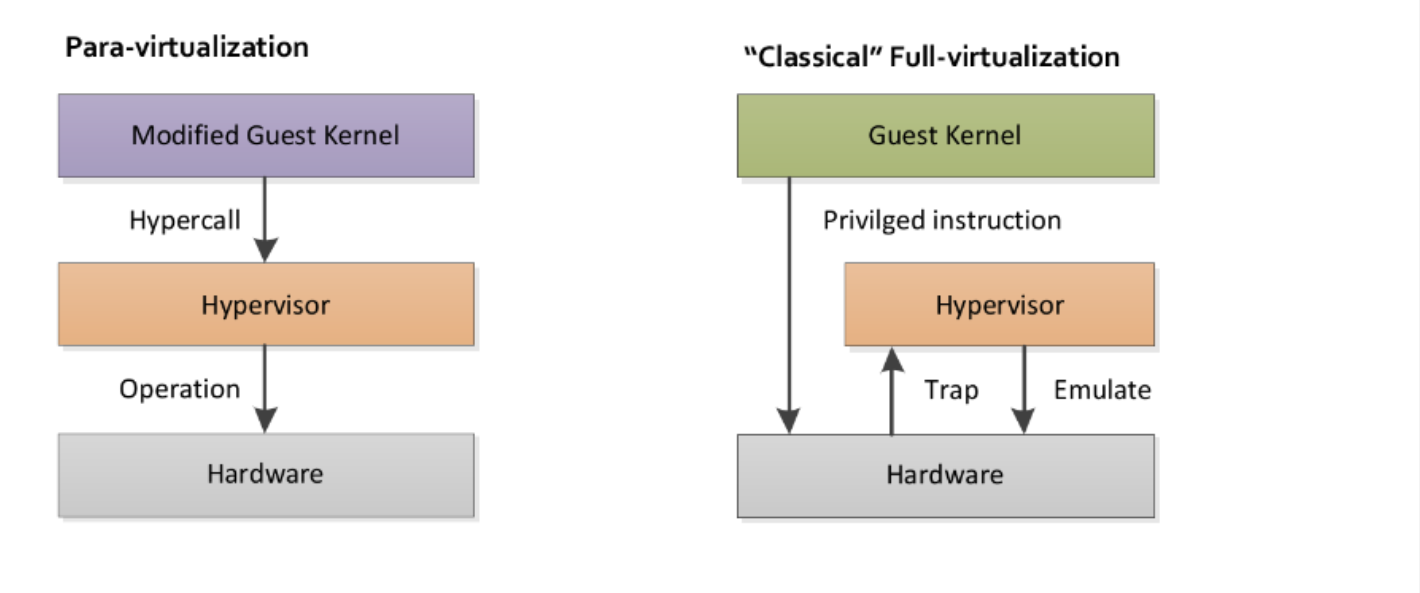 Para-virtualization
Modified Guest Kernel
Hypercall
Hypervisor
Operation
Hardware
“Classical” Full-virtualization
Guest Kernel
Privilged instruction
Hypervisor
Trap
Emulate
Hardware